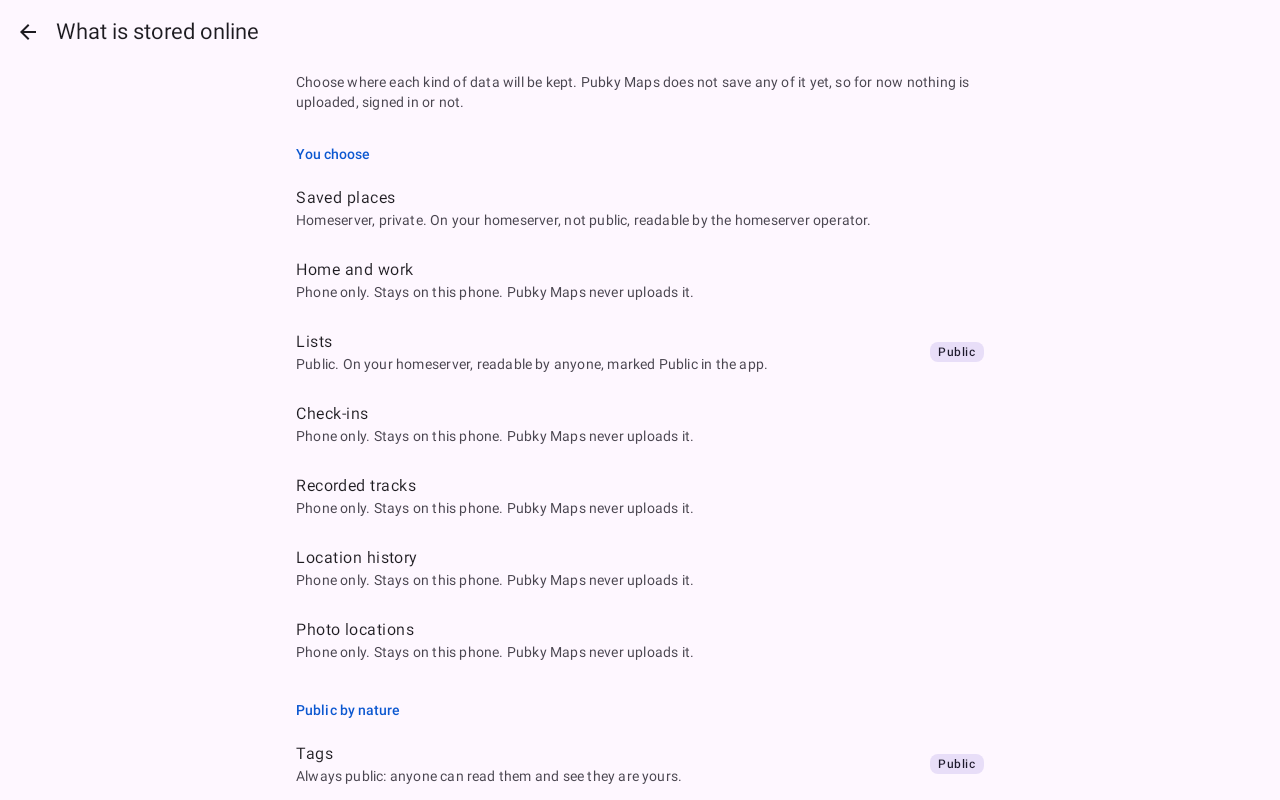 What is stored online
Choose where each kind of data will be kept. Pubky Maps does not save any of it yet, so for now nothing is
uploaded, signed in or not.
You choose
Saved places
Homeserver, private. On your homeserver, not public, readable by the homeserver operator.
Home and work
Phone only. Stays on this phone. Pubky Maps never uploads it.
Lists
Public. On your homeserver, readable by anyone, marked Public in the app.
Public
Check-ins
Phone only. Stays on this phone. Pubky Maps never uploads it.
Recorded tracks
Phone only. Stays on this phone. Pubky Maps never uploads it.
Location history
Phone only. Stays on this phone. Pubky Maps never uploads it.
Photo locations
Phone only. Stays on this phone. Pubky Maps never uploads it.
Public by nature
Tags
Always public: anyone can read them and see they are yours.
Public